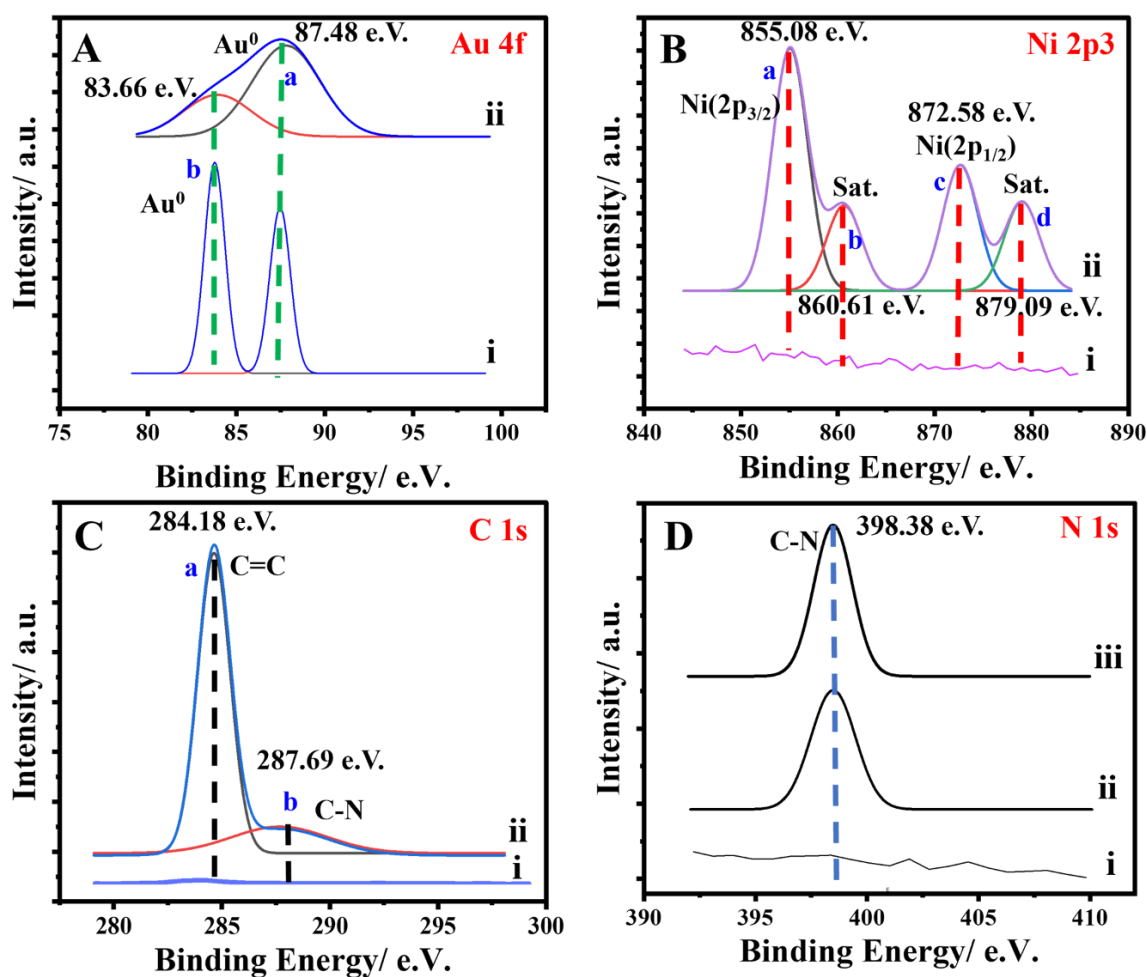 A
Au 4f
Au⁰
87.48 e.V.
a
83.66 e.V.
ii
b
Au⁰
i
Intensity/ a.u.
75 80 85 90 95 100
Binding Energy/ e.V.
B
Ni 2p3
855.08 e.V.
a
Ni(2p₃/₂)
872.58 e.V.
Ni(2p₁/₂)
Sat.
Sat.
c
d
b
ii
860.61 e.V.
879.09 e.V.
i
Intensity/ a.u.
840 850 860 870 880 890
Binding Energy/ e.V.
C
C 1s
284.18 e.V.
a
C=C
287.69 e.V.
b
C-N
ii
i
Intensity/ a.u.
280 285 290 295 300
Binding Energy/ e.V.
D
N 1s
C-N
398.38 e.V.
iii
ii
i
Intensity/ a.u.
390 395 400 405 410
Binding Energy/ e.V.